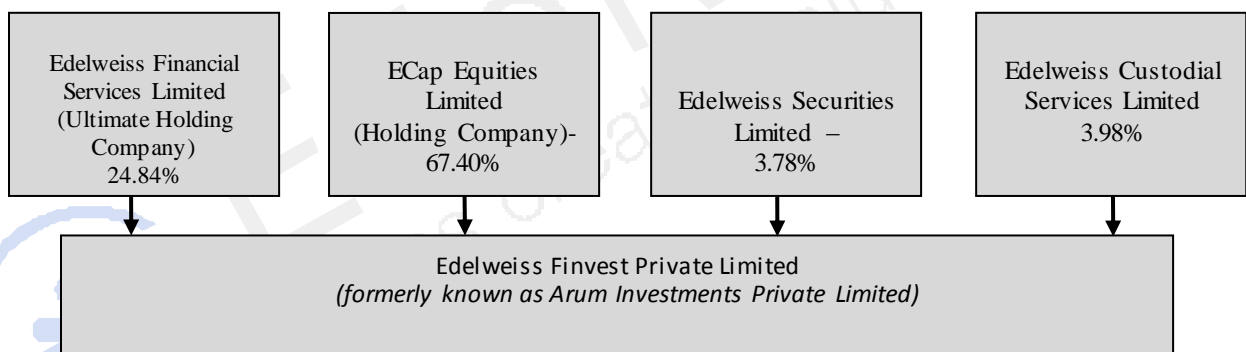 Edelweiss Financial
Services Limited
(Ultimate Holding
Company)
24.84%
ECap Equities
Limited
(Holding Company)-
67.40%
Edelweiss Securities
Limited –
3.78%
Edelweiss Custodial
Services Limited
3.98%
Edelweiss Finvest Private Limited
(formerly known as Arum Investments Private Limited)